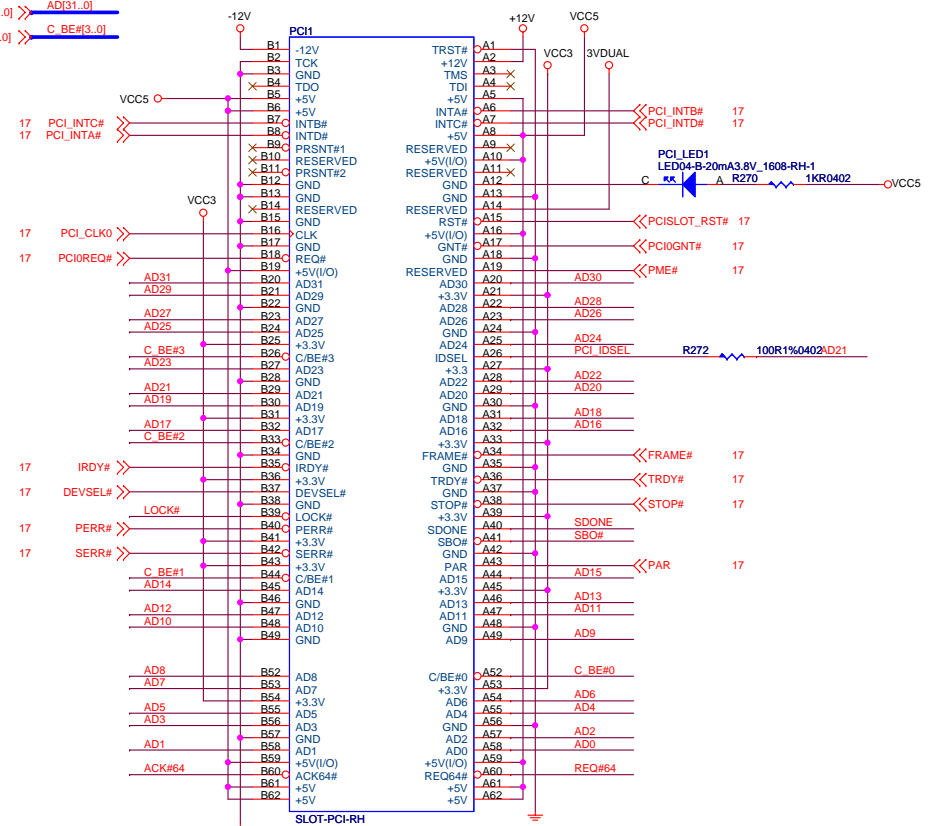 0] AD[31..0]
0] C_BE#[3..0]
-12V +12V VCC5
PCI1
VCC3 3VDUAL
B1 -12V TRST# A1
B2 TCK +12V A2
B3 GND TMS A3
B4 TDO TDI A4
VCC5 B5 +5V +5V A5
B6 +5V INTA# A6 PCI_INTB# 17
17 PCI_INTC# B7 INTB# INTC# A7 PCI_INTD# 17
17 PCI_INTA# B8 INTD# +5V A8
B9 PRSNT#1 RESERVED A9
B10 RESERVED +5V(I/O) A10
B11 PRSNT#2 RESERVED A11
PCI_LED1
LED04-B-20mA3.8V_1608-RH-1
B12 GND GND A12 C A R270 1KR0402 VCC5
B13 GND GND A13
VCC3 B14 RESERVED RESERVED A14
B15 GND RST# A15 PCISLOT_RST# 17
17 PCI_CLK0 B16 CLK +5V(I/O) A16
B17 GND GNT# A17 PCI0GNT# 17
17 PCI0REQ# B18 REQ# GND A18
B19 +5V(I/O) RESERVED A19 PME# 17
AD31 B20 AD31 AD30 A20 AD30
AD29 B21 AD29 +3.3V A21
B22 GND AD28 A22 AD28
AD27 B23 AD27 AD26 A23 AD26
AD25 B24 AD25 GND A24
B25 +3.3V AD24 A25 AD24
C_BE#3 B26 C/BE#3 IDSEL A26 PCI_IDSEL R272 100R1%0402 AD21
AD23 B27 AD23 +3.3 A27
B28 GND AD22 A28 AD22
AD21 B29 AD21 AD20 A29 AD20
AD19 B30 AD19 GND A30
B31 +3.3V AD18 A31 AD18
AD17 B32 AD17 AD16 A32 AD16
C_BE#2 B33 C/BE#2 +3.3V A33
B34 GND FRAME# A34 FRAME# 17
17 IRDY# B35 IRDY# GND A35
B36 +3.3V TRDY# A36 TRDY# 17
17 DEVSEL# B37 DEVSEL# GND A37
B38 GND STOP# A38 STOP# 17
LOCK# B39 LOCK# +3.3V A39
17 PERR# B40 PERR# SDONE A40 SDONE
B41 +3.3V SBO# A41 SBO#
17 SERR# B42 SERR# GND A42
B43 +3.3V PAR A43 PAR 17
C_BE#1 B44 C/BE#1 AD15 A44 AD15
AD14 B45 AD14 +3.3V A45
B46 GND AD13 A46 AD13
AD12 B47 AD12 AD11 A47 AD11
AD10 B48 AD10 GND A48
B49 GND AD9 A49 AD9
AD8 B52 AD8 C/BE#0 A52 C_BE#0
AD7 B53 AD7 +3.3V A53
B54 +3.3V AD6 A54 AD6
AD5 B55 AD5 AD4 A55 AD4
AD3 B56 AD3 GND A56
B57 GND AD2 A57 AD2
AD1 B58 AD1 AD0 A58 AD0
B59 +5V(I/O) +5V(I/O) A59
ACK#64 B60 ACK64# REQ64# A60 REQ#64
B61 +5V +5V A61
B62 +5V +5V A62
SLOT-PCI-RH